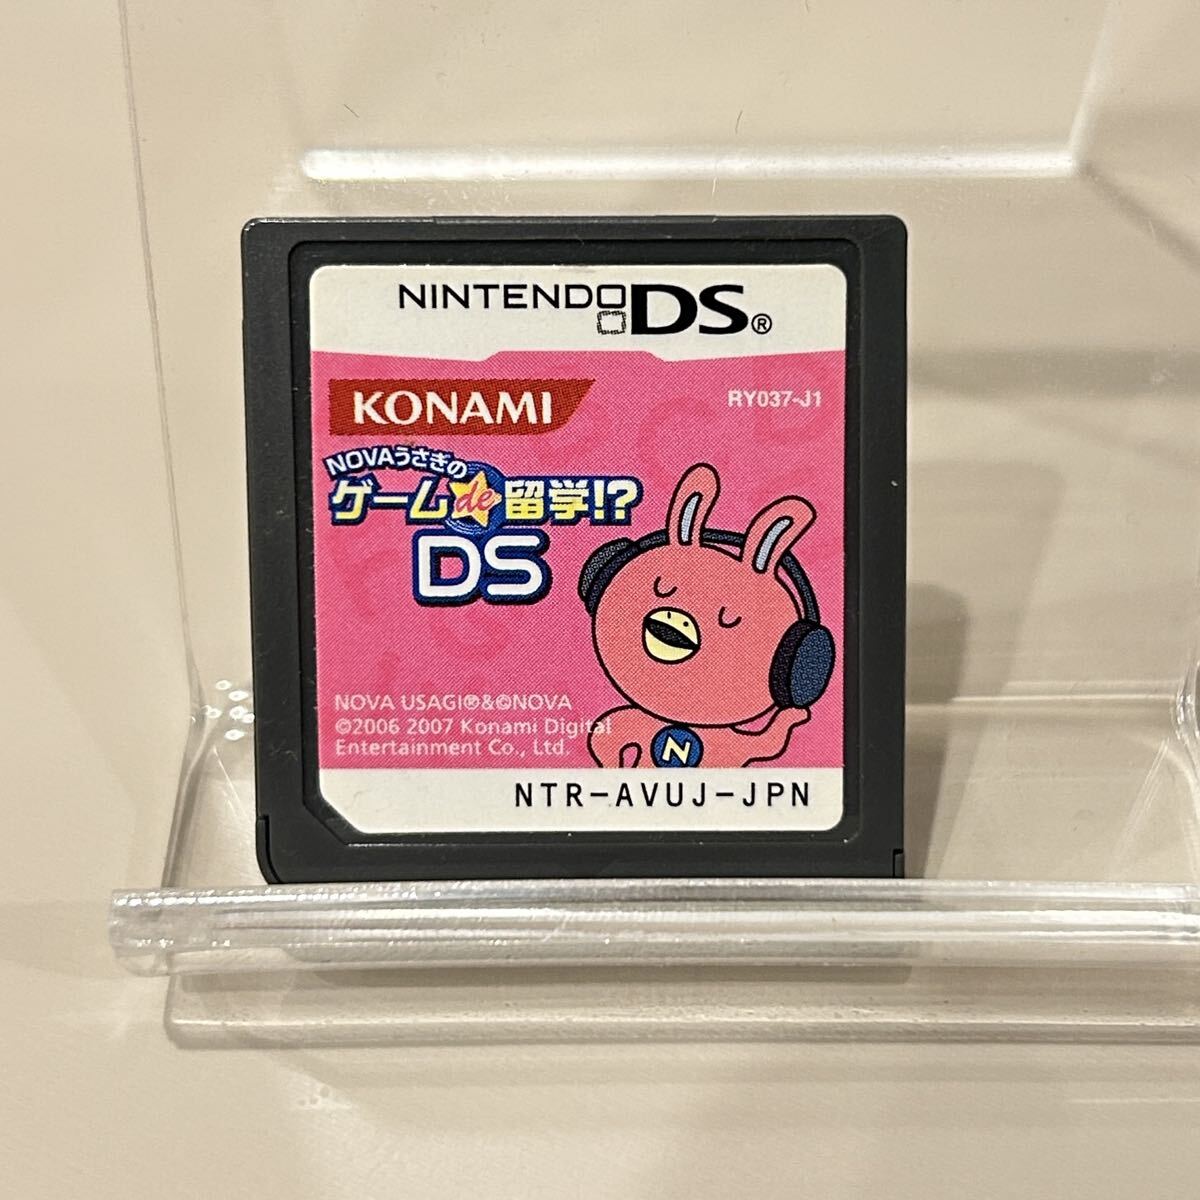 NINTENDO DS®
KONAMI
RY037-J1
NOVAうさぎの
ゲームde留学!?
DS
NOVA USAGI®&©NOVA
©2006 2007 Konami Digital
Entertainment Co., Ltd.
N
NTR-AVUJ-JPN